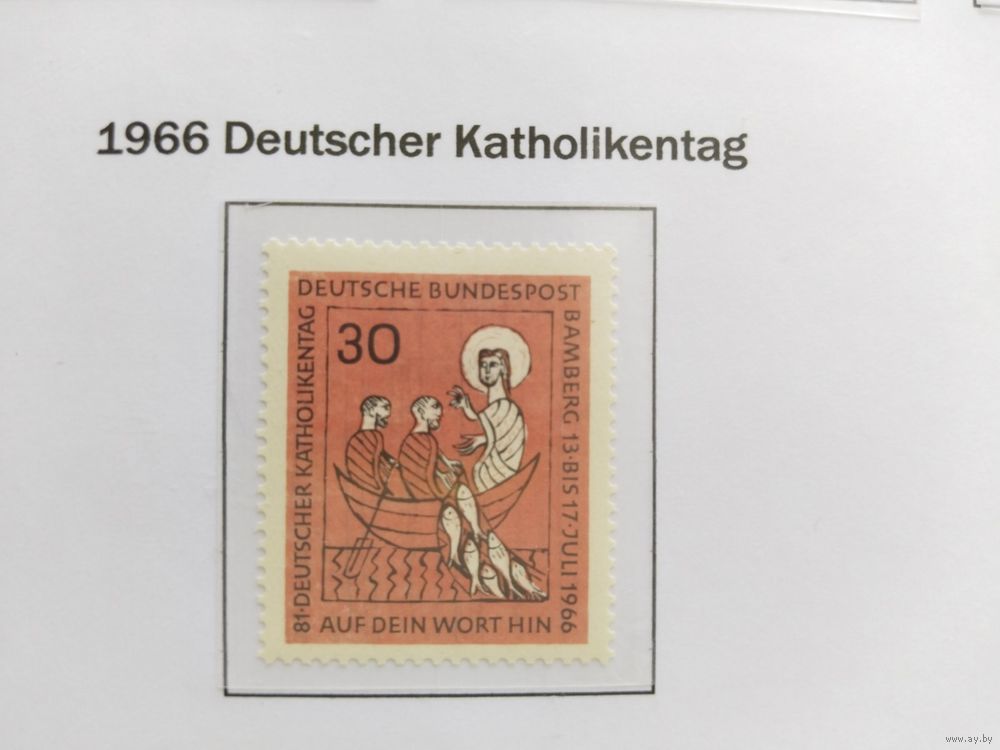 1966 Deutscher Katholikentag
DEUTSCHE BUNDESPOST
30
BAMBERG 13·BIS 17·JULI 1966
81·DEUTSCHER KATHOLIKENTAG
AUF DEIN WORT HIN
www.ay.by